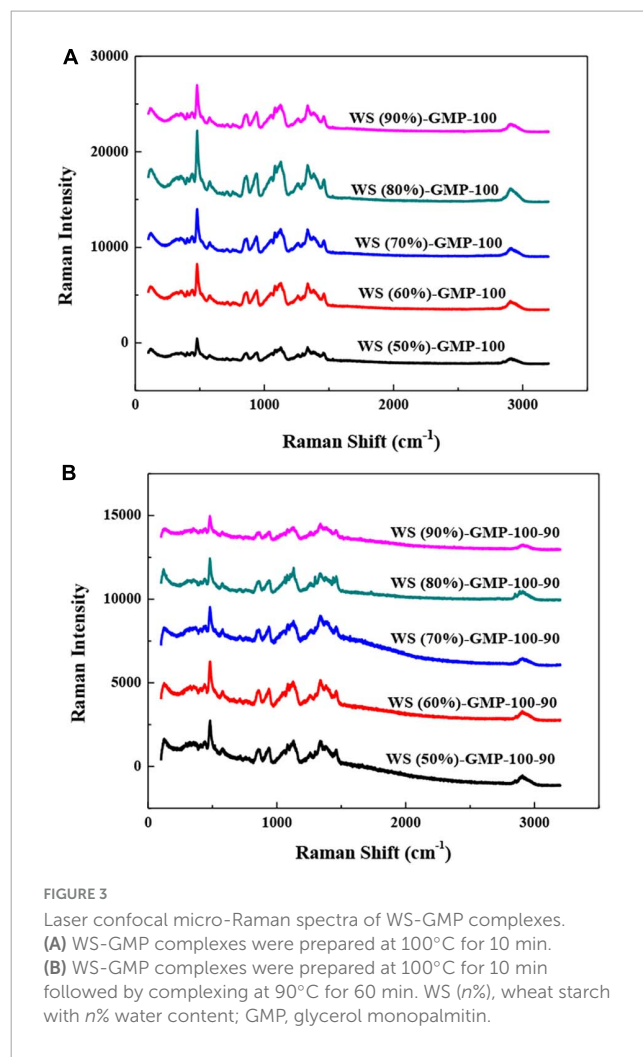 A
30000
20000
10000
0
Raman Intensity
WS (90%)-GMP-100
WS (80%)-GMP-100
WS (70%)-GMP-100
WS (60%)-GMP-100
WS (50%)-GMP-100
0 1000 2000 3000
Raman Shift (cm⁻¹)
B
15000
10000
5000
0
Raman Intensity
WS (90%)-GMP-100-90
WS (80%)-GMP-100-90
WS (70%)-GMP-100-90
WS (60%)-GMP-100-90
WS (50%)-GMP-100-90
0 1000 2000 3000
Raman Shift (cm⁻¹)
FIGURE 3
Laser confocal micro-Raman spectra of WS-GMP complexes.
(A) WS-GMP complexes were prepared at 100°C for 10 min.
(B) WS-GMP complexes were prepared at 100°C for 10 min
followed by complexing at 90°C for 60 min. WS (n%), wheat starch
with n% water content; GMP, glycerol monopalmitin.